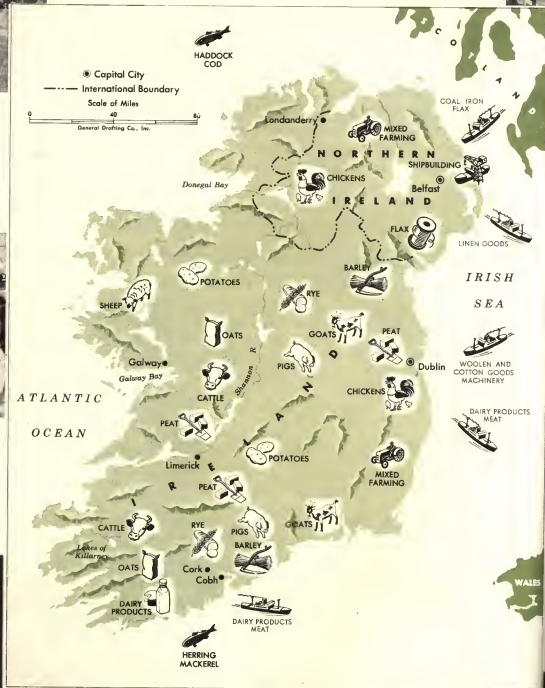 HADDOCK
COD
Capital City
International Boundary
Scale of Miles
0 40 80
General Drafting Co., Inc.
SCOTLAND
COAL IRON
FLAX
Londanderry
MIXED
FARMING
NORTHERN
SHIPBUILDING
Donegal Bay
CHICKENS
Belfast
IRELAND
FLAX
LINEN GOODS
BARLEY
IRISH
SEA
POTATOES
SHEEP
RYE
OATS
GOATS
PEAT
Galway
Galway Bay
Shannon R
PIGS
Dublin
WOOLEN AND
COTTON GOODS
MACHINERY
CATTLE
CHICKENS
ATLANTIC
OCEAN
DAIRY PRODUCTS
MEAT
PEAT
IRELAND
POTATOES
Limerick
MIXED
FARMING
PEAT
CATTLE
RYE
PIGS
GOATS
Lakes of
Killarney
OATS
BARLEY
Cork
Cobh
WALES
DAIRY
PRODUCTS
DAIRY PRODUCTS
MEAT
HERRING
MACKEREL